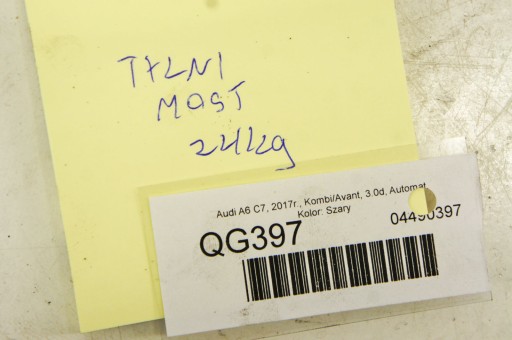 TYLNI
MOST
24kg
Audi A6 C7, 2017r., Kombi/Avant, 3.0d, Automat,
Kolor: Szary
QG397
04490397